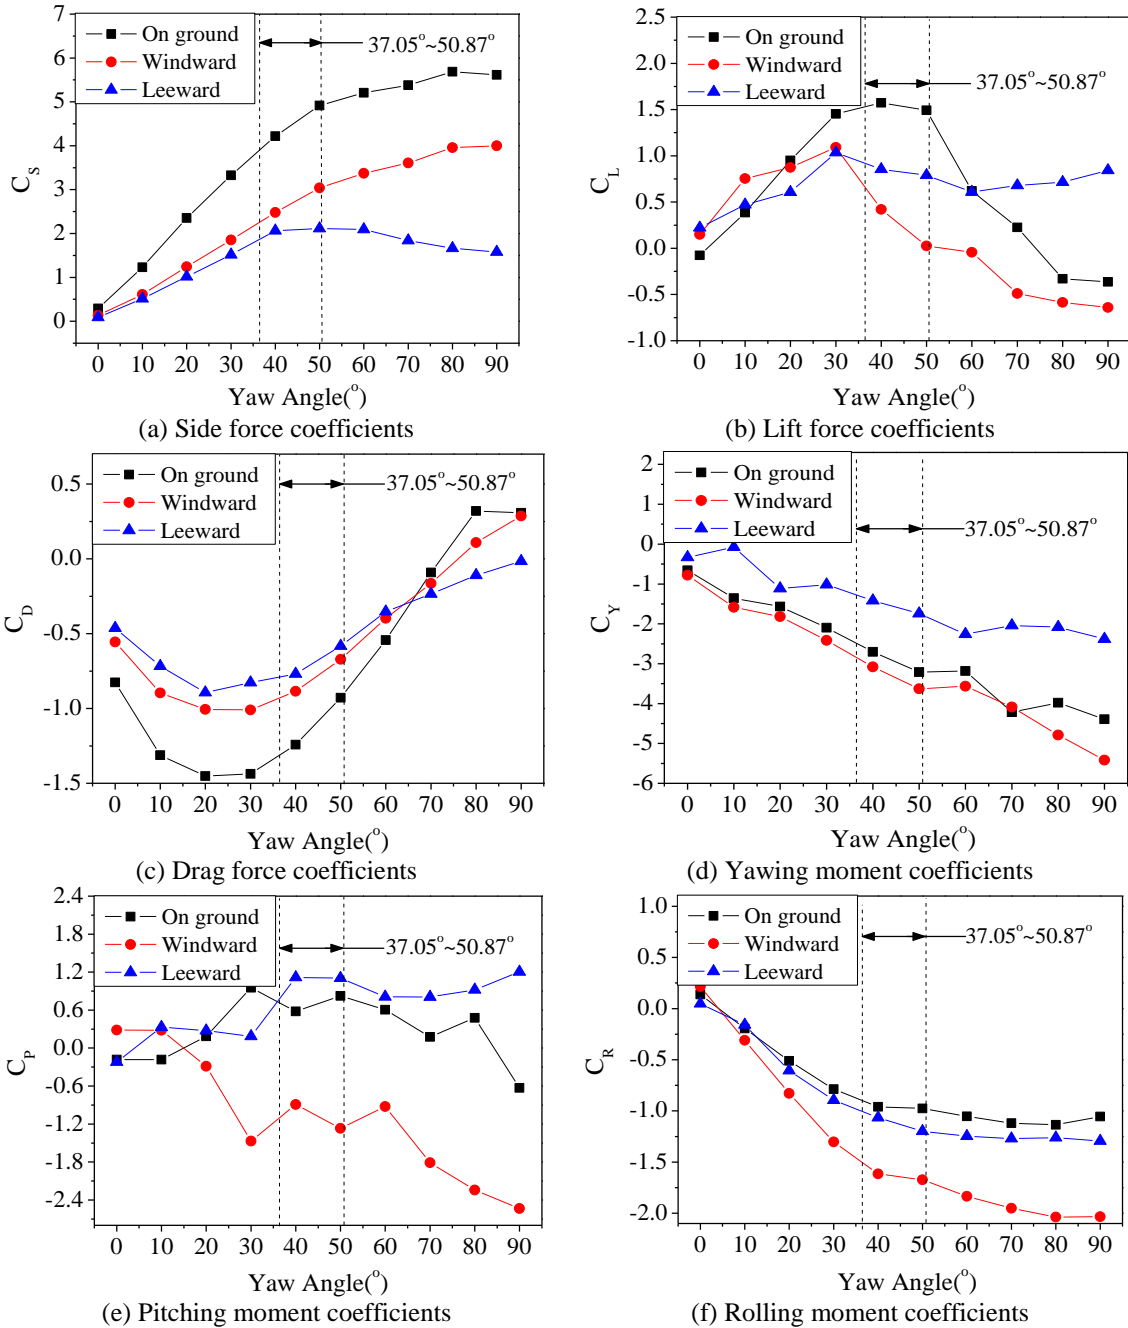 7
6
5
4
3
2
1
0
C_S
On ground
Windward
Leeward
37.05°~50.87°
0 10 20 30 40 50 60 70 80 90
Yaw Angle(°)
(a) Side force coefficients
2.5
2.0
1.5
1.0
0.5
0.0
-0.5
-1.0
C_L
On ground
Windward
Leeward
37.05°~50.87°
0 10 20 30 40 50 60 70 80 90
Yaw Angle(°)
(b) Lift force coefficients
0.5
0.0
-0.5
-1.0
-1.5
C_D
On ground
Windward
Leeward
37.05°~50.87°
0 10 20 30 40 50 60 70 80 90
Yaw Angle(°)
(c) Drag force coefficients
2
1
0
-1
-2
-3
-4
-5
-6
C_Y
On ground
Windward
Leeward
37.05°~50.87°
0 10 20 30 40 50 60 70 80 90
Yaw Angle(°)
(d) Yawing moment coefficients
2.4
1.8
1.2
0.6
0.0
-0.6
-1.2
-1.8
-2.4
C_P
On ground
Windward
Leeward
37.05°~50.87°
0 10 20 30 40 50 60 70 80 90
Yaw Angle(°)
(e) Pitching moment coefficients
1.0
0.5
0.0
-0.5
-1.0
-1.5
-2.0
C_R
On ground
Windward
Leeward
37.05°~50.87°
0 10 20 30 40 50 60 70 80 90
Yaw Angle(°)
(f) Rolling moment coefficients